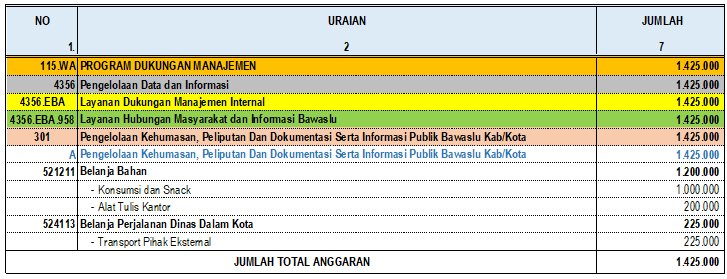 NO URAIAN JUMLAH
1. 2 7
115.WA PROGRAM DUKUNGAN MANAJEMEN 1.425.000
4356 Pengelolaan Data dan Informasi 1.425.000
4356.EBA Layanan Dukungan Manajemen Internal 1.425.000
4356.EBA.958 Layanan Hubungan Masyarakat dan Informasi Bawaslu 1.425.000
301 Pengelolaan Kehumasan, Peliputan Dan Dokumentasi Serta Informasi Publik Bawaslu Kab/Kota 1.425.000
A Pengelolaan Kehumasan, Peliputan Dan Dokumentasi Serta Informasi Publik Bawaslu Kab/Kota 1.425.000
521211 Belanja Bahan 1.200.000
- Konsumsi dan Snack 1.000.000
- Alat Tulis Kantor 200.000
524113 Belanja Perjalanan Dinas Dalam Kota 225.000
- Transport Pihak Eksternal 225.000
JUMLAH TOTAL ANGGARAN 1.425.000